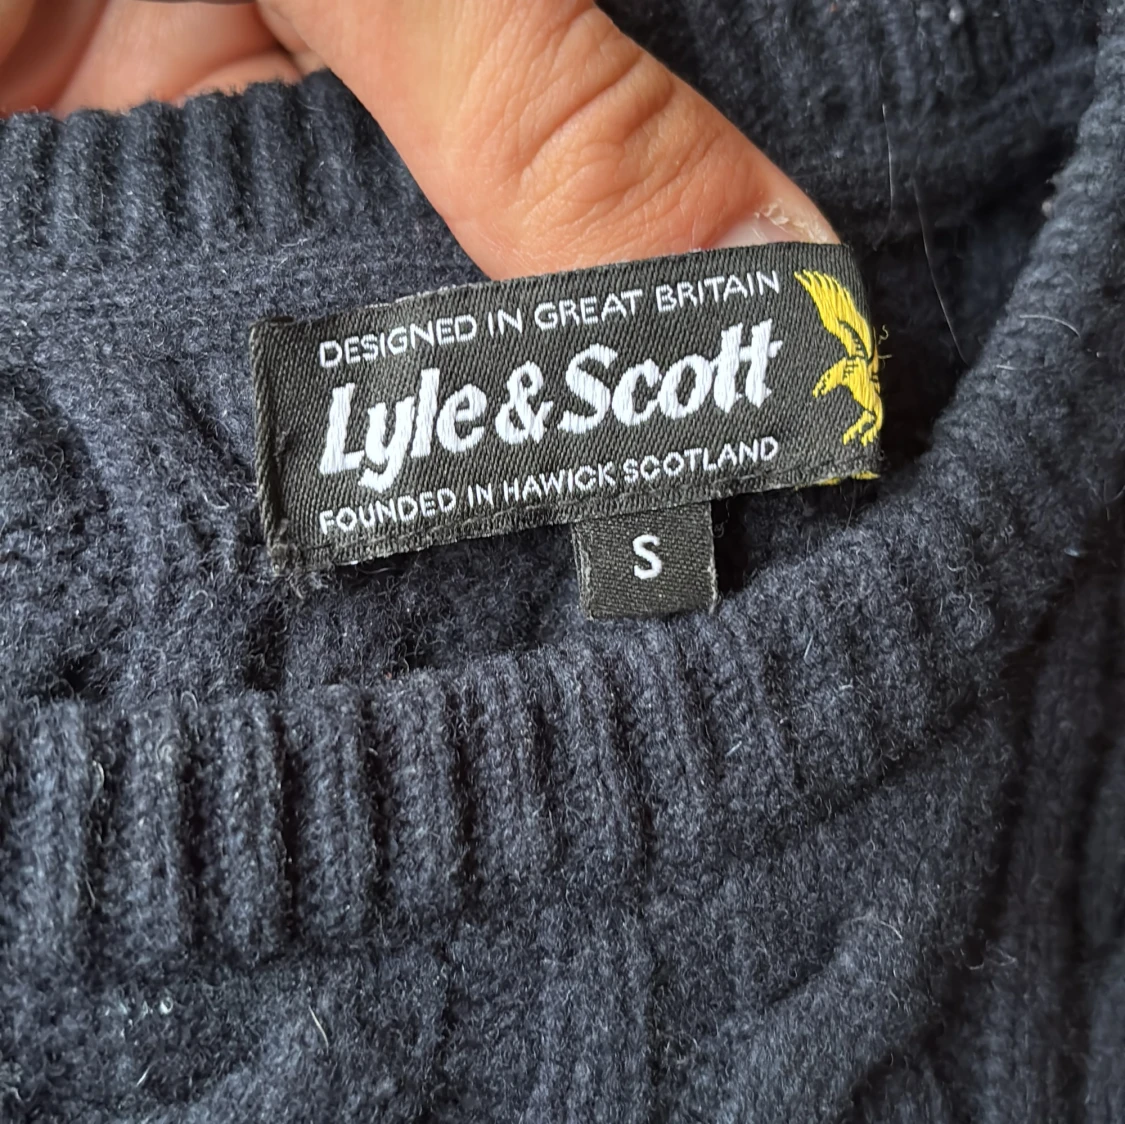 DESIGNED IN GREAT BRITAIN
Lyle & Scott
FOUNDED IN HAWICK SCOTLAND
S